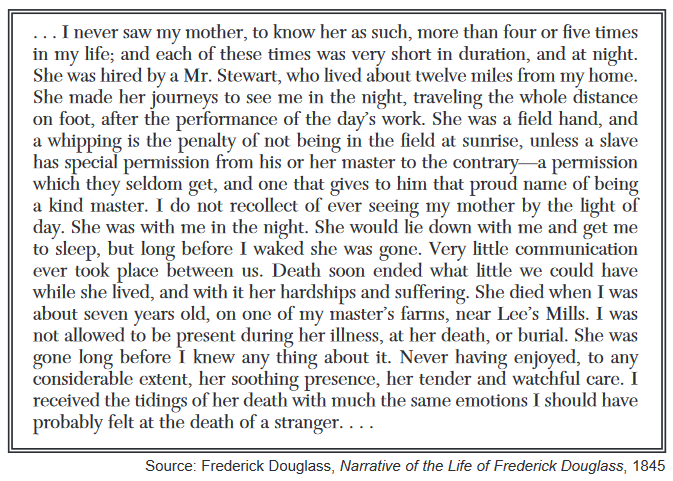 . . . I never saw my mother, to know her as such, more than four or five times
in my life; and each of these times was very short in duration, and at night.
She was hired by a Mr. Stewart, who lived about twelve miles from my home.
She made her journeys to see me in the night, traveling the whole distance
on foot, after the performance of the day’s work. She was a field hand, and
a whipping is the penalty of not being in the field at sunrise, unless a slave
has special permission from his or her master to the contrary—a permission
which they seldom get, and one that gives to him that proud name of being
a kind master. I do not recollect of ever seeing my mother by the light of
day. She was with me in the night. She would lie down with me and get me
to sleep, but long before I waked she was gone. Very little communication
ever took place between us. Death soon ended what little we could have
while she lived, and with it her hardships and suffering. She died when I was
about seven years old, on one of my master’s farms, near Lee’s Mills. I was
not allowed to be present during her illness, at her death, or burial. She was
gone long before I knew any thing about it. Never having enjoyed, to any
considerable extent, her soothing presence, her tender and watchful care. I
received the tidings of her death with much the same emotions I should have
probably felt at the death of a stranger. . . .
Source: Frederick Douglass, Narrative of the Life of Frederick Douglass, 1845